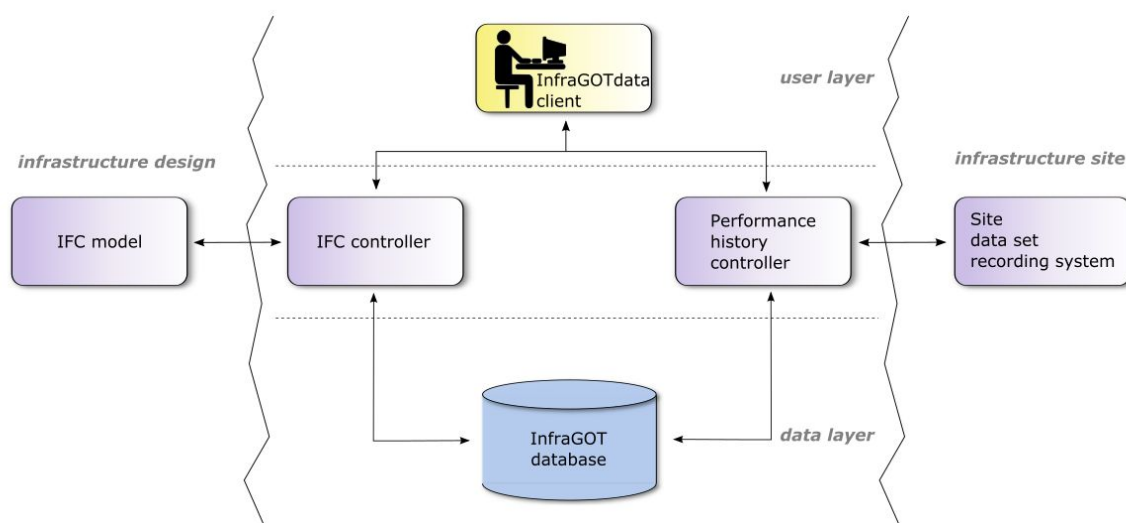 InfraGOTdata
client
user layer
infrastructure design
infrastructure site
IFC model
IFC controller
Performance
history
controller
Site
data set
recording system
InfraGOT
database
data layer